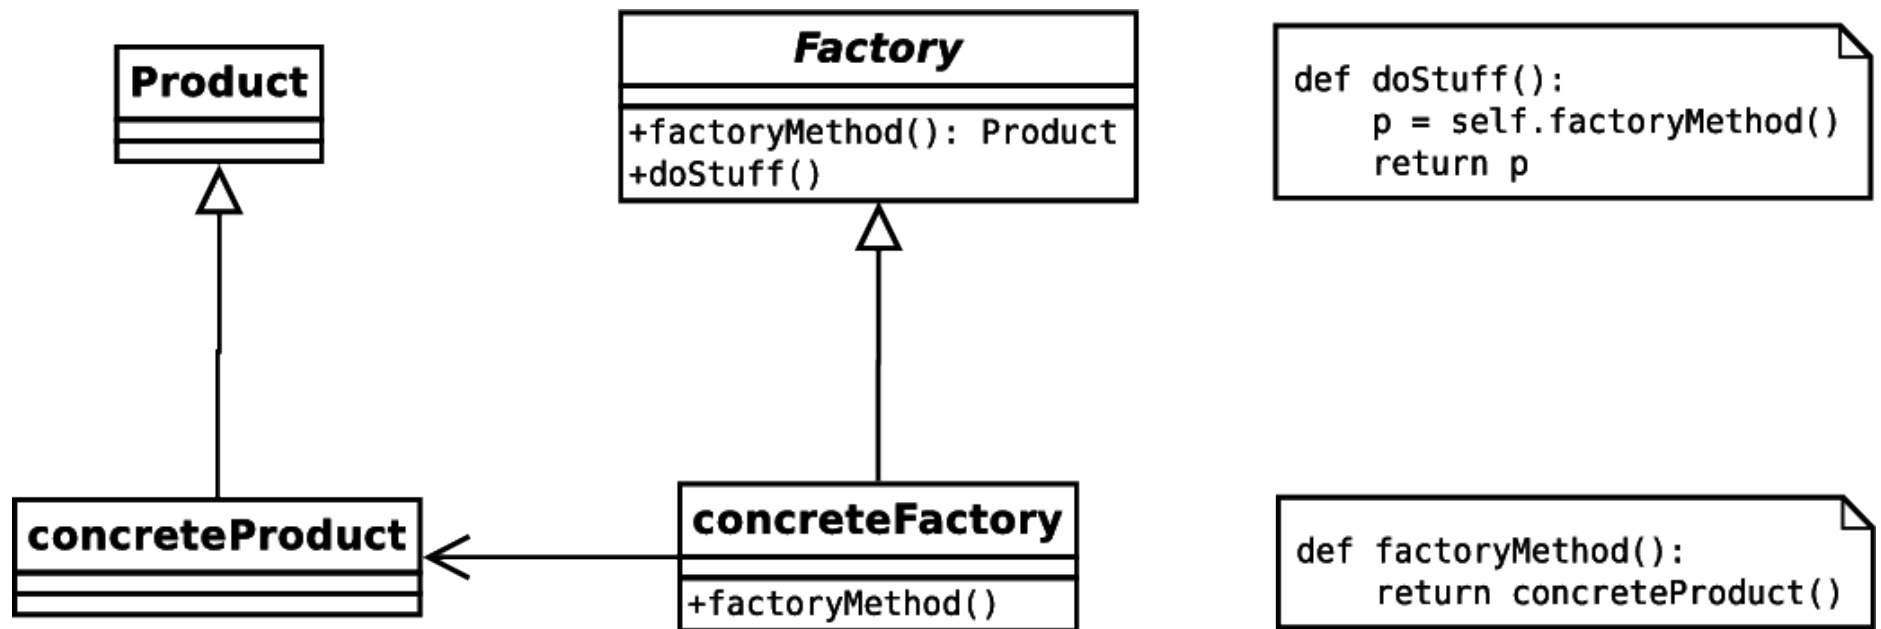 Product
Factory
+factoryMethod(): Product
+doStuff()
def doStuff():
    p = self.factoryMethod()
    return p
concreteProduct
concreteFactory
+factoryMethod()
def factoryMethod():
    return concreteProduct()